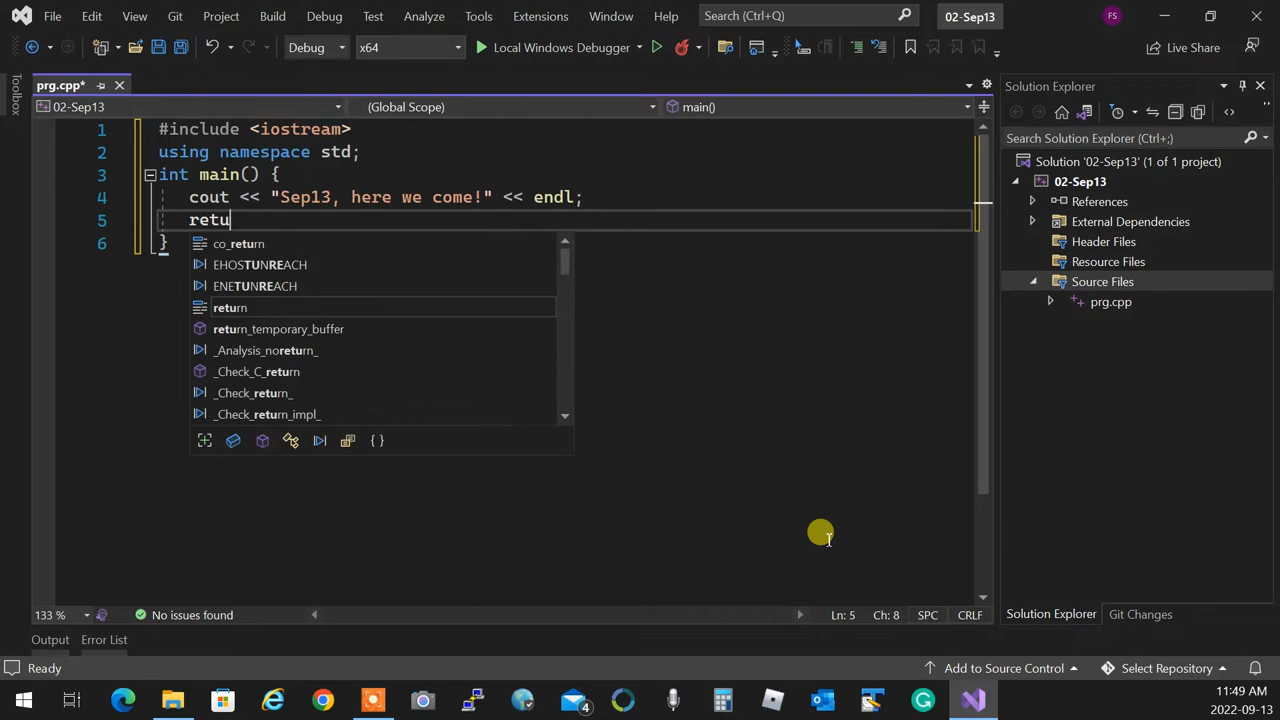 File Edit View Git Project Build Debug Test Analyze Tools Extensions Window Help Search (Ctrl+Q) 02-Sep13 FS
Debug x64 Local Windows Debugger Live Share
Toolbox
prg.cpp*
02-Sep13 (Global Scope) main()
1 #include <iostream>
2 using namespace std;
3 int main() {
4 cout << "Sep13, here we come!" << endl;
5 retu
6 }
co_return
EHOSTUNREACH
ENETUNREACH
return
return_temporary_buffer
_Analysis_noreturn_
_Check_C_return
_Check_return_
_Check_return_impl_
133 % No issues found Ln: 5 Ch: 8 SPC CRLF
Solution Explorer
Search Solution Explorer (Ctrl+;)
Solution '02-Sep13' (1 of 1 project)
02-Sep13
References
External Dependencies
Header Files
Resource Files
Source Files
prg.cpp
Solution Explorer Git Changes
Output Error List
Ready Add to Source Control Select Repository
4
11:49 AM
2022-09-13